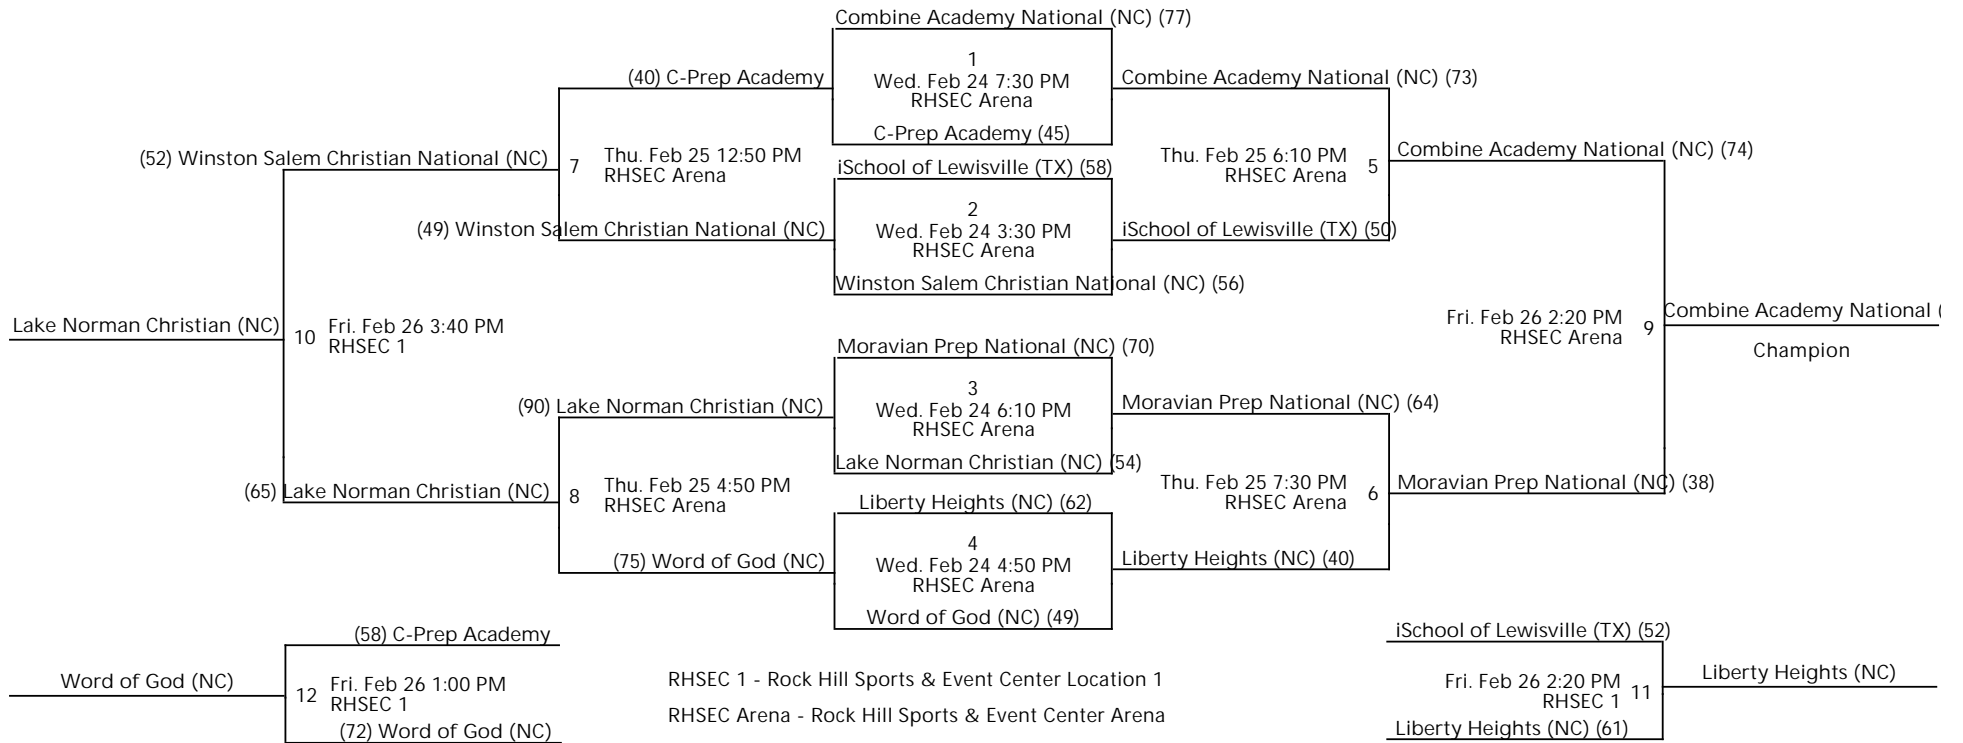 Combine Academy National (NC) (77)
1
Wed. Feb 24 7:30 PM
RHSEC Arena
C-Prep Academy (45)
(40) C-Prep Academy
Combine Academy National (NC) (73)
(52) Winston Salem Christian National (NC)
7
Thu. Feb 25 12:50 PM
RHSEC Arena
Thu. Feb 25 6:10 PM
RHSEC Arena
5
Combine Academy National (NC) (74)
iSchool of Lewisville (TX) (58)
2
Wed. Feb 24 3:30 PM
RHSEC Arena
Winston Salem Christian National (NC) (56)
(49) Winston Salem Christian National (NC)
iSchool of Lewisville (TX) (50)
Lake Norman Christian (NC)
10
Fri. Feb 26 3:40 PM
RHSEC 1
Fri. Feb 26 2:20 PM
RHSEC Arena
9
Combine Academy National (
Champion
Moravian Prep National (NC) (70)
3
Wed. Feb 24 6:10 PM
RHSEC Arena
Lake Norman Christian (NC) (54)
(90) Lake Norman Christian (NC)
Moravian Prep National (NC) (64)
(65) Lake Norman Christian (NC)
8
Thu. Feb 25 4:50 PM
RHSEC Arena
Thu. Feb 25 7:30 PM
RHSEC Arena
6
Moravian Prep National (NC) (38)
Liberty Heights (NC) (62)
4
Wed. Feb 24 4:50 PM
RHSEC Arena
Word of God (NC) (49)
(75) Word of God (NC)
Liberty Heights (NC) (40)
(58) C-Prep Academy
Word of God (NC)
12
Fri. Feb 26 1:00 PM
RHSEC 1
(72) Word of God (NC)
RHSEC 1 - Rock Hill Sports & Event Center Location 1
RHSEC Arena - Rock Hill Sports & Event Center Arena
iSchool of Lewisville (TX) (52)
Fri. Feb 26 2:20 PM
RHSEC 1
11
Liberty Heights (NC)
Liberty Heights (NC) (61)